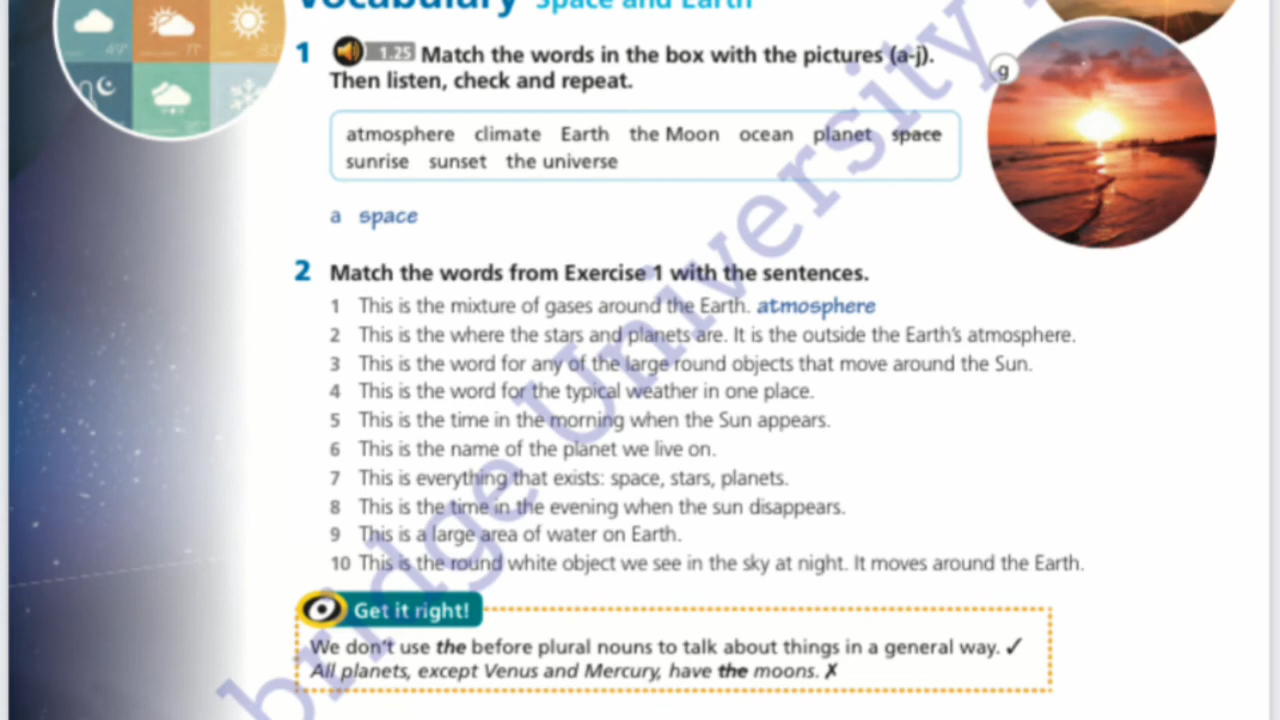 Vocabulary Space and Earth
1 1.25 Match the words in the box with the pictures (a-j).
Then listen, check and repeat.
g
atmosphere climate Earth the Moon ocean planet space
sunrise sunset the universe
a space
2 Match the words from Exercise 1 with the sentences.
1 This is the mixture of gases around the Earth. atmosphere
2 This is the where the stars and planets are. It is the outside the Earth's atmosphere.
3 This is the word for any of the large round objects that move around the Sun.
4 This is the word for the typical weather in one place.
5 This is the time in the morning when the Sun appears.
6 This is the name of the planet we live on.
7 This is everything that exists: space, stars, planets.
8 This is the time in the evening when the sun disappears.
9 This is a large area of water on Earth.
10 This is the round white object we see in the sky at night. It moves around the Earth.
Get it right!
We don't use the before plural nouns to talk about things in a general way. ✓
All planets, except Venus and Mercury, have the moons. ✗
bridge University